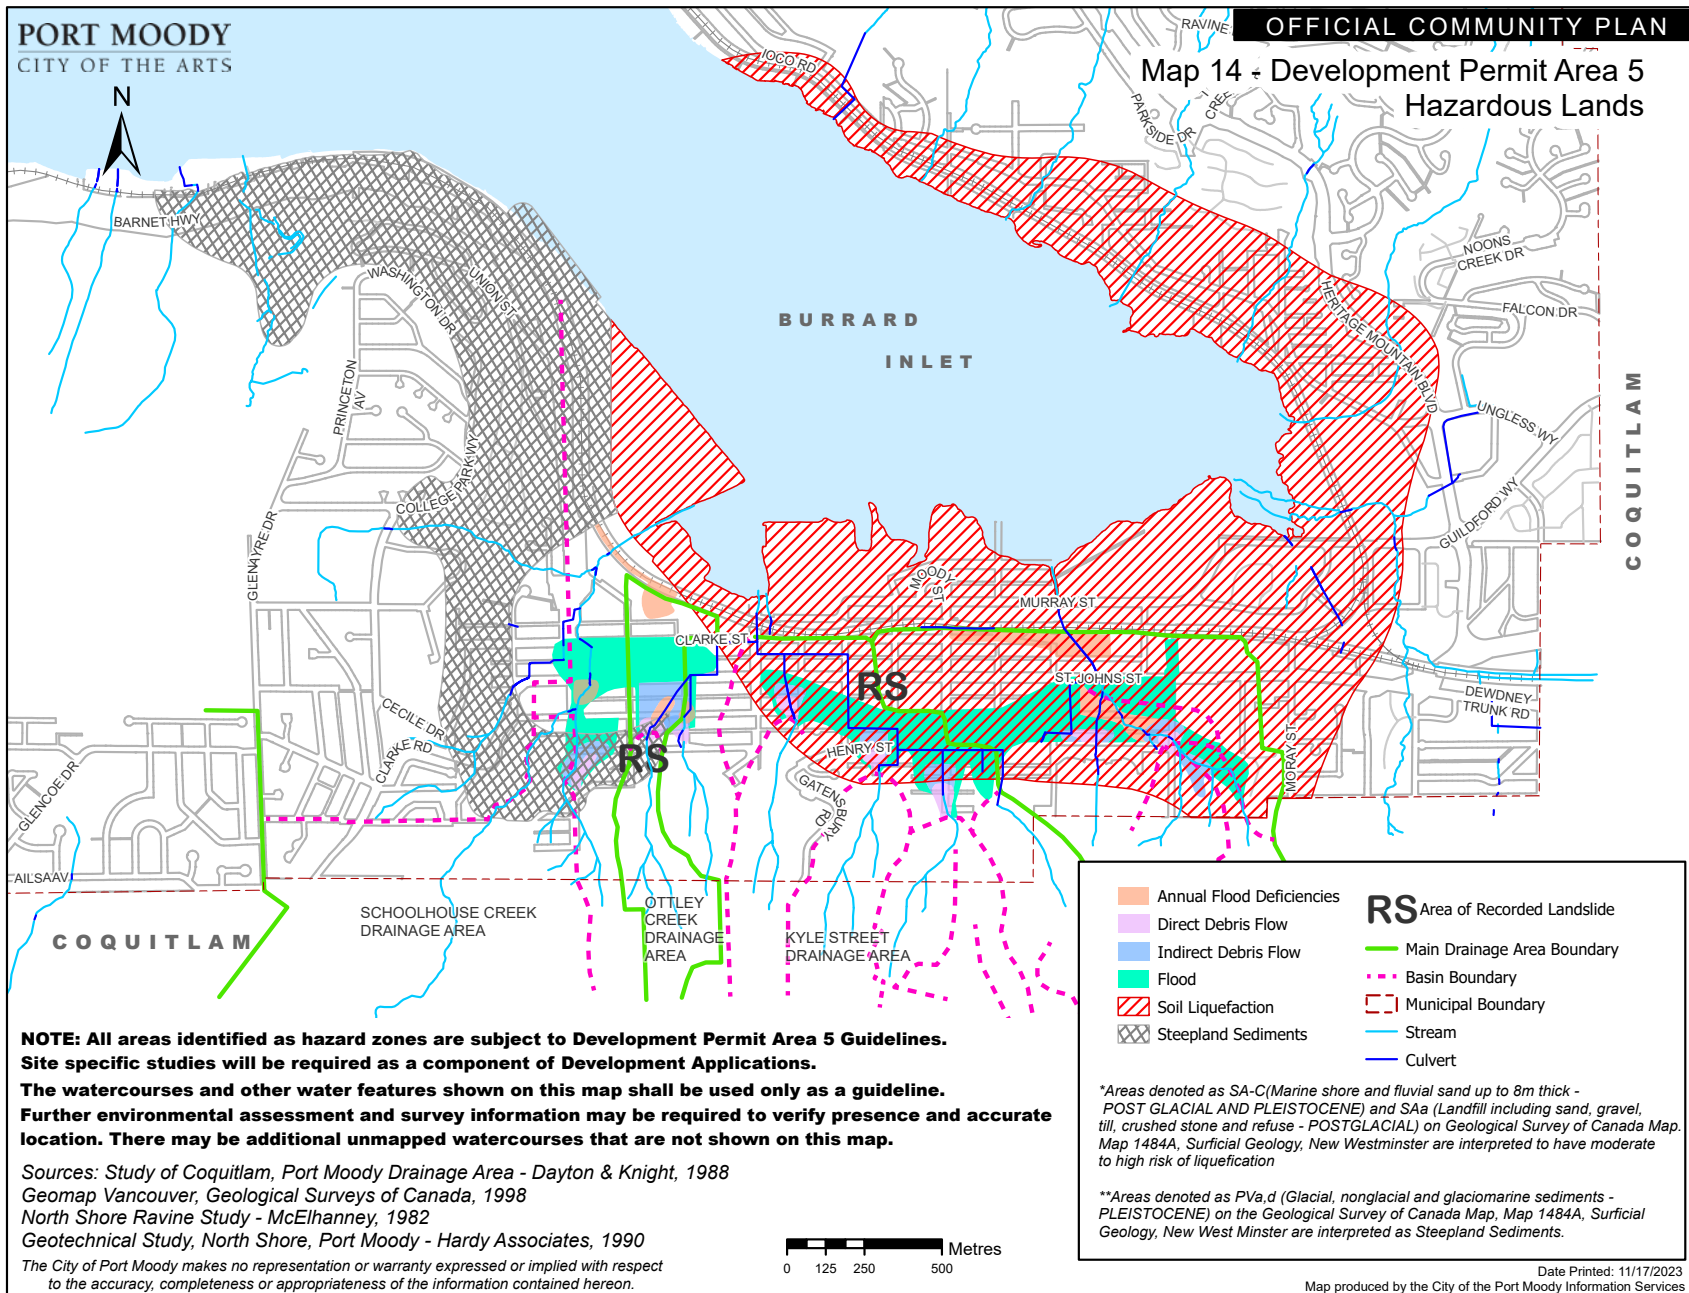 PORT MOODY
CITY OF THE ARTS
OFFICIAL COMMUNITY PLAN
Map 14 - Development Permit Area 5
Hazardous Lands
N
IOCO RD
RAVINE
PARKSIDE DR
BARNET HWY
WASHINGTON DR
UNION ST
PRINCETON
AV
COLLEGE PARK WY
GLENAYRE DR
NOONS
CREEK DR
FALCON DR
HERITAGE MOUNTAIN BLVD
UNGLESS WY
GUILDFORD WY
BURRARD
INLET
COQUITLAM
MOODY
ST
MURRAY ST
CLARKE ST
ST. JOHNS ST
DEWDNEY
TRUNK RD
MORAY ST
HENRY ST
GATENSBURY
RD
CECILE DR
CLARKE RD
GLENCOE DR
AILSA AV
RS
RS
COQUITLAM
SCHOOLHOUSE CREEK
DRAINAGE AREA
OTTLEY
CREEK
DRAINAGE
AREA
KYLE STREET
DRAINAGE AREA
Annual Flood Deficiencies
Direct Debris Flow
Indirect Debris Flow
Flood
Soil Liquefaction
Steepland Sediments
RS Area of Recorded Landslide
Main Drainage Area Boundary
Basin Boundary
Municipal Boundary
Stream
Culvert
*Areas denoted as SA-C(Marine shore and fluvial sand up to 8m thick -
POST GLACIAL AND PLEISTOCENE) and SAa (Landfill including sand, gravel,
till, crushed stone and refuse - POSTGLACIAL) on Geological Survey of Canada Map.
Map 1484A, Surficial Geology, New Westminster are interpreted to have moderate
to high risk of liquefication
**Areas denoted as PVa,d (Glacial, nonglacial and glaciomarine sediments -
PLEISTOCENE) on the Geological Survey of Canada Map, Map 1484A, Surficial
Geology, New West Minster are interpreted as Steepland Sediments.
NOTE: All areas identified as hazard zones are subject to Development Permit Area 5 Guidelines.
Site specific studies will be required as a component of Development Applications.
The watercourses and other water features shown on this map shall be used only as a guideline.
Further environmental assessment and survey information may be required to verify presence and accurate
location. There may be additional unmapped watercourses that are not shown on this map.
Sources: Study of Coquitlam, Port Moody Drainage Area - Dayton & Knight, 1988
Geomap Vancouver, Geological Surveys of Canada, 1998
North Shore Ravine Study - McElhanney, 1982
Geotechnical Study, North Shore, Port Moody - Hardy Associates, 1990
The City of Port Moody makes no representation or warranty expressed or implied with respect
to the accuracy, completeness or appropriateness of the information contained hereon.
Metres
0 125 250 500
Date Printed: 11/17/2023
Map produced by the City of the Port Moody Information Services